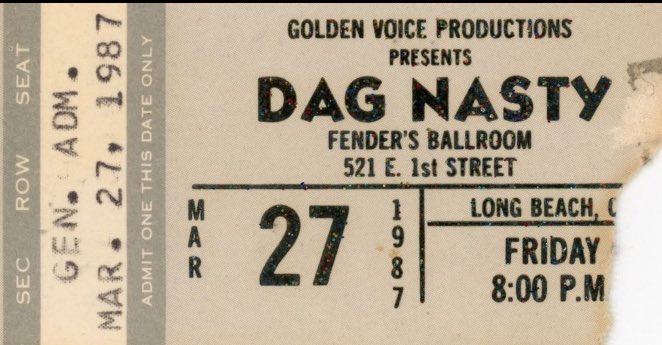 SEC ROW SEAT
GEN. ADM.
MAR. 27, 1987
ADMIT ONE THIS DATE ONLY
GOLDEN VOICE PRODUCTIONS
PRESENTS
DAG NASTY
FENDER'S BALLROOM
521 E. 1st STREET
MAR 27 1987
LONG BEACH, C
FRIDAY
8:00 P.M